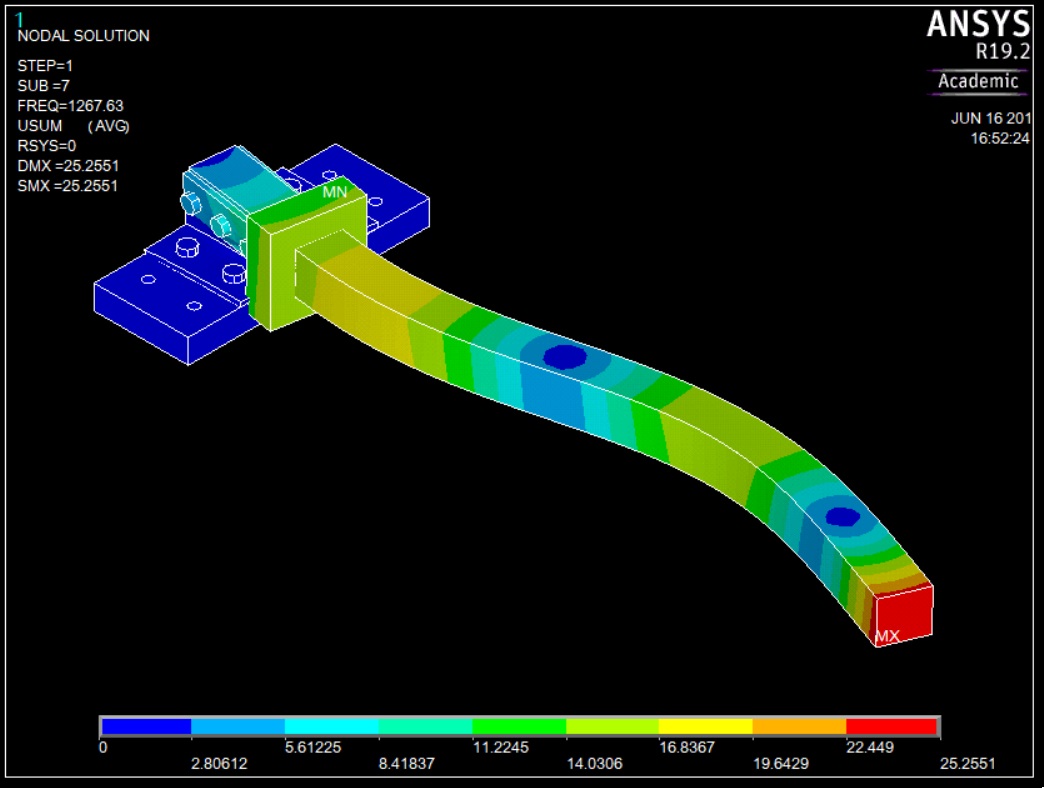 1
NODAL SOLUTION
STEP=1
SUB =7
FREQ=1267.63
USUM (AVG)
RSYS=0
DMX =25.2551
SMX =25.2551
ANSYS
R19.2
Academic
JUN 16 201
16:52:24
MN
MX
0 5.61225 11.2245 16.8367 22.449
2.80612 8.41837 14.0306 19.6429 25.2551